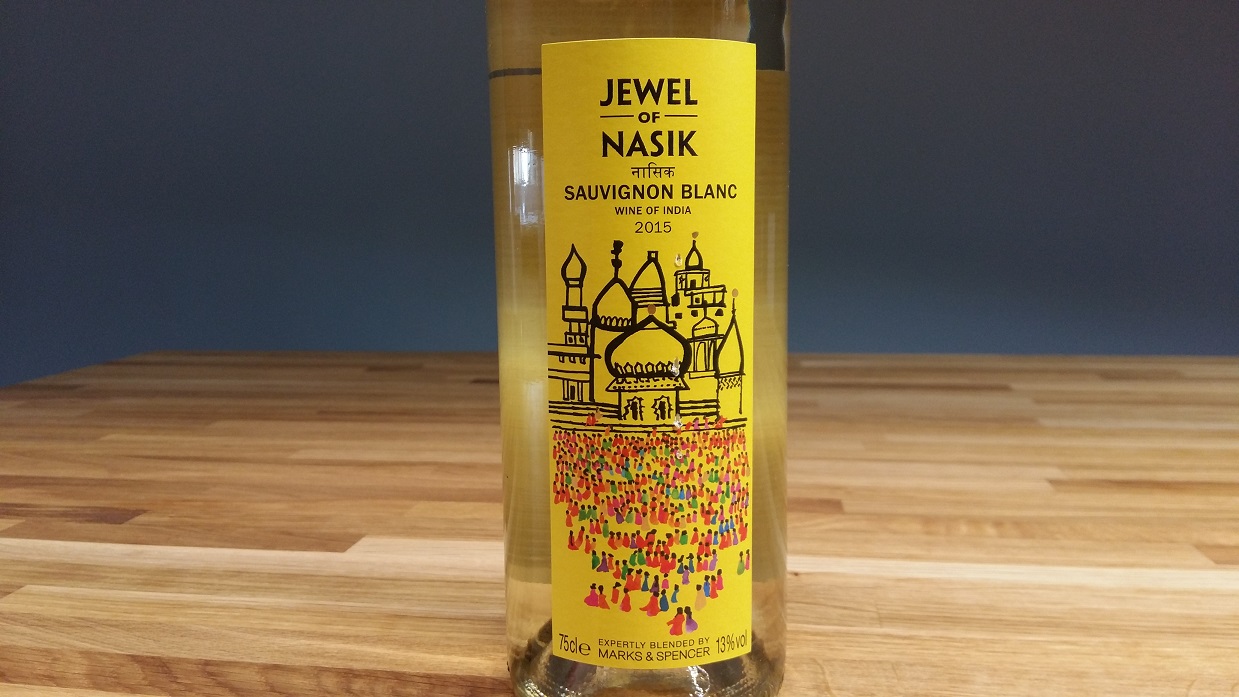 JEWEL
OF
NASIK
नासिक
SAUVIGNON BLANC
WINE OF INDIA
2015
75cl e EXPERTLY BLENDED BY 13% vol
MARKS & SPENCER